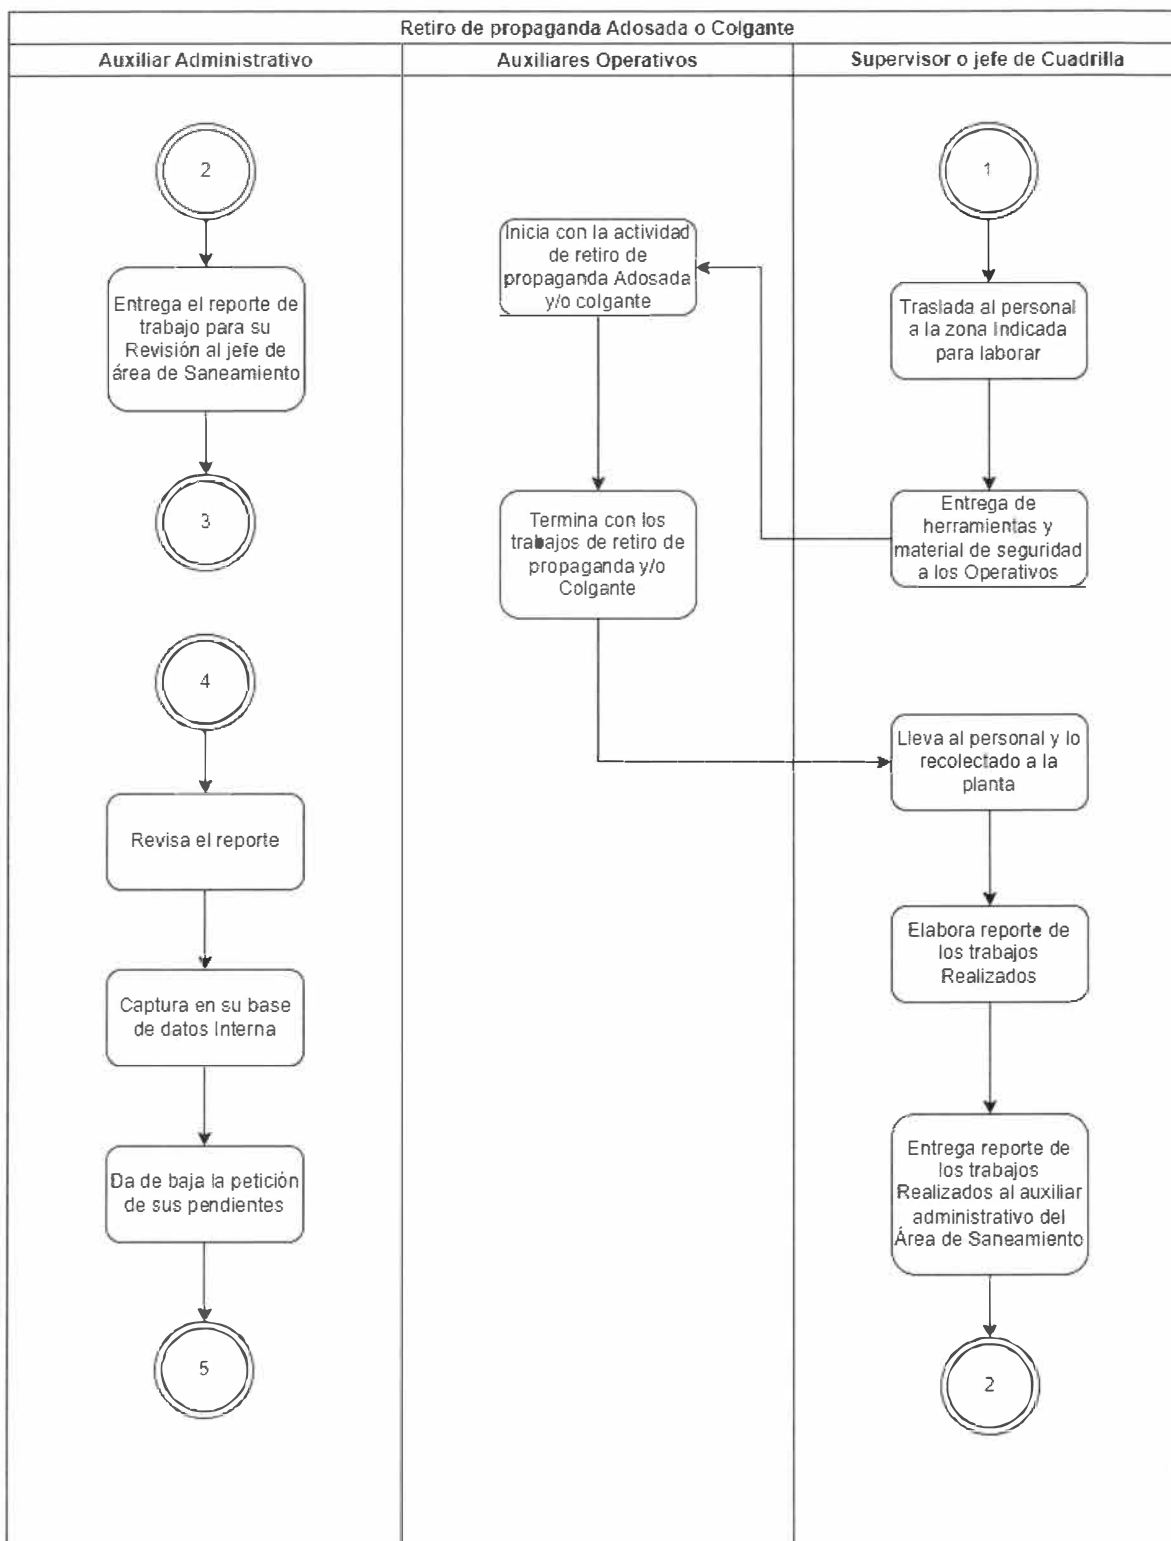 Retiro de propaganda Adosada o Colgante
Auxiliar Administrativo
Auxiliares Operativos
Supervisor o jefe de Cuadrilla
2
Entrega el reporte de
trabajo para su
Revisión al jefe de
área de Saneamiento
3
4
Revisa el reporte
Captura en su base
de datos Interna
Da de baja la petición
de sus pendientes
5
Inicia con la actividad
de retiro de
propaganda Adosada
y/o colgante
Termina con los
trabajos de retiro de
propaganda y/o
Colgante
1
Traslada al personal
a la zona Indicada
para laborar
Entrega de
herramientas y
material de seguridad
a los Operativos
Lleva al personal y lo
recolectado a la
planta
Elabora reporte de
los trabajos
Realizados
Entrega reporte de
los trabajos
Realizados al auxiliar
administrativo del
Área de Saneamiento
2